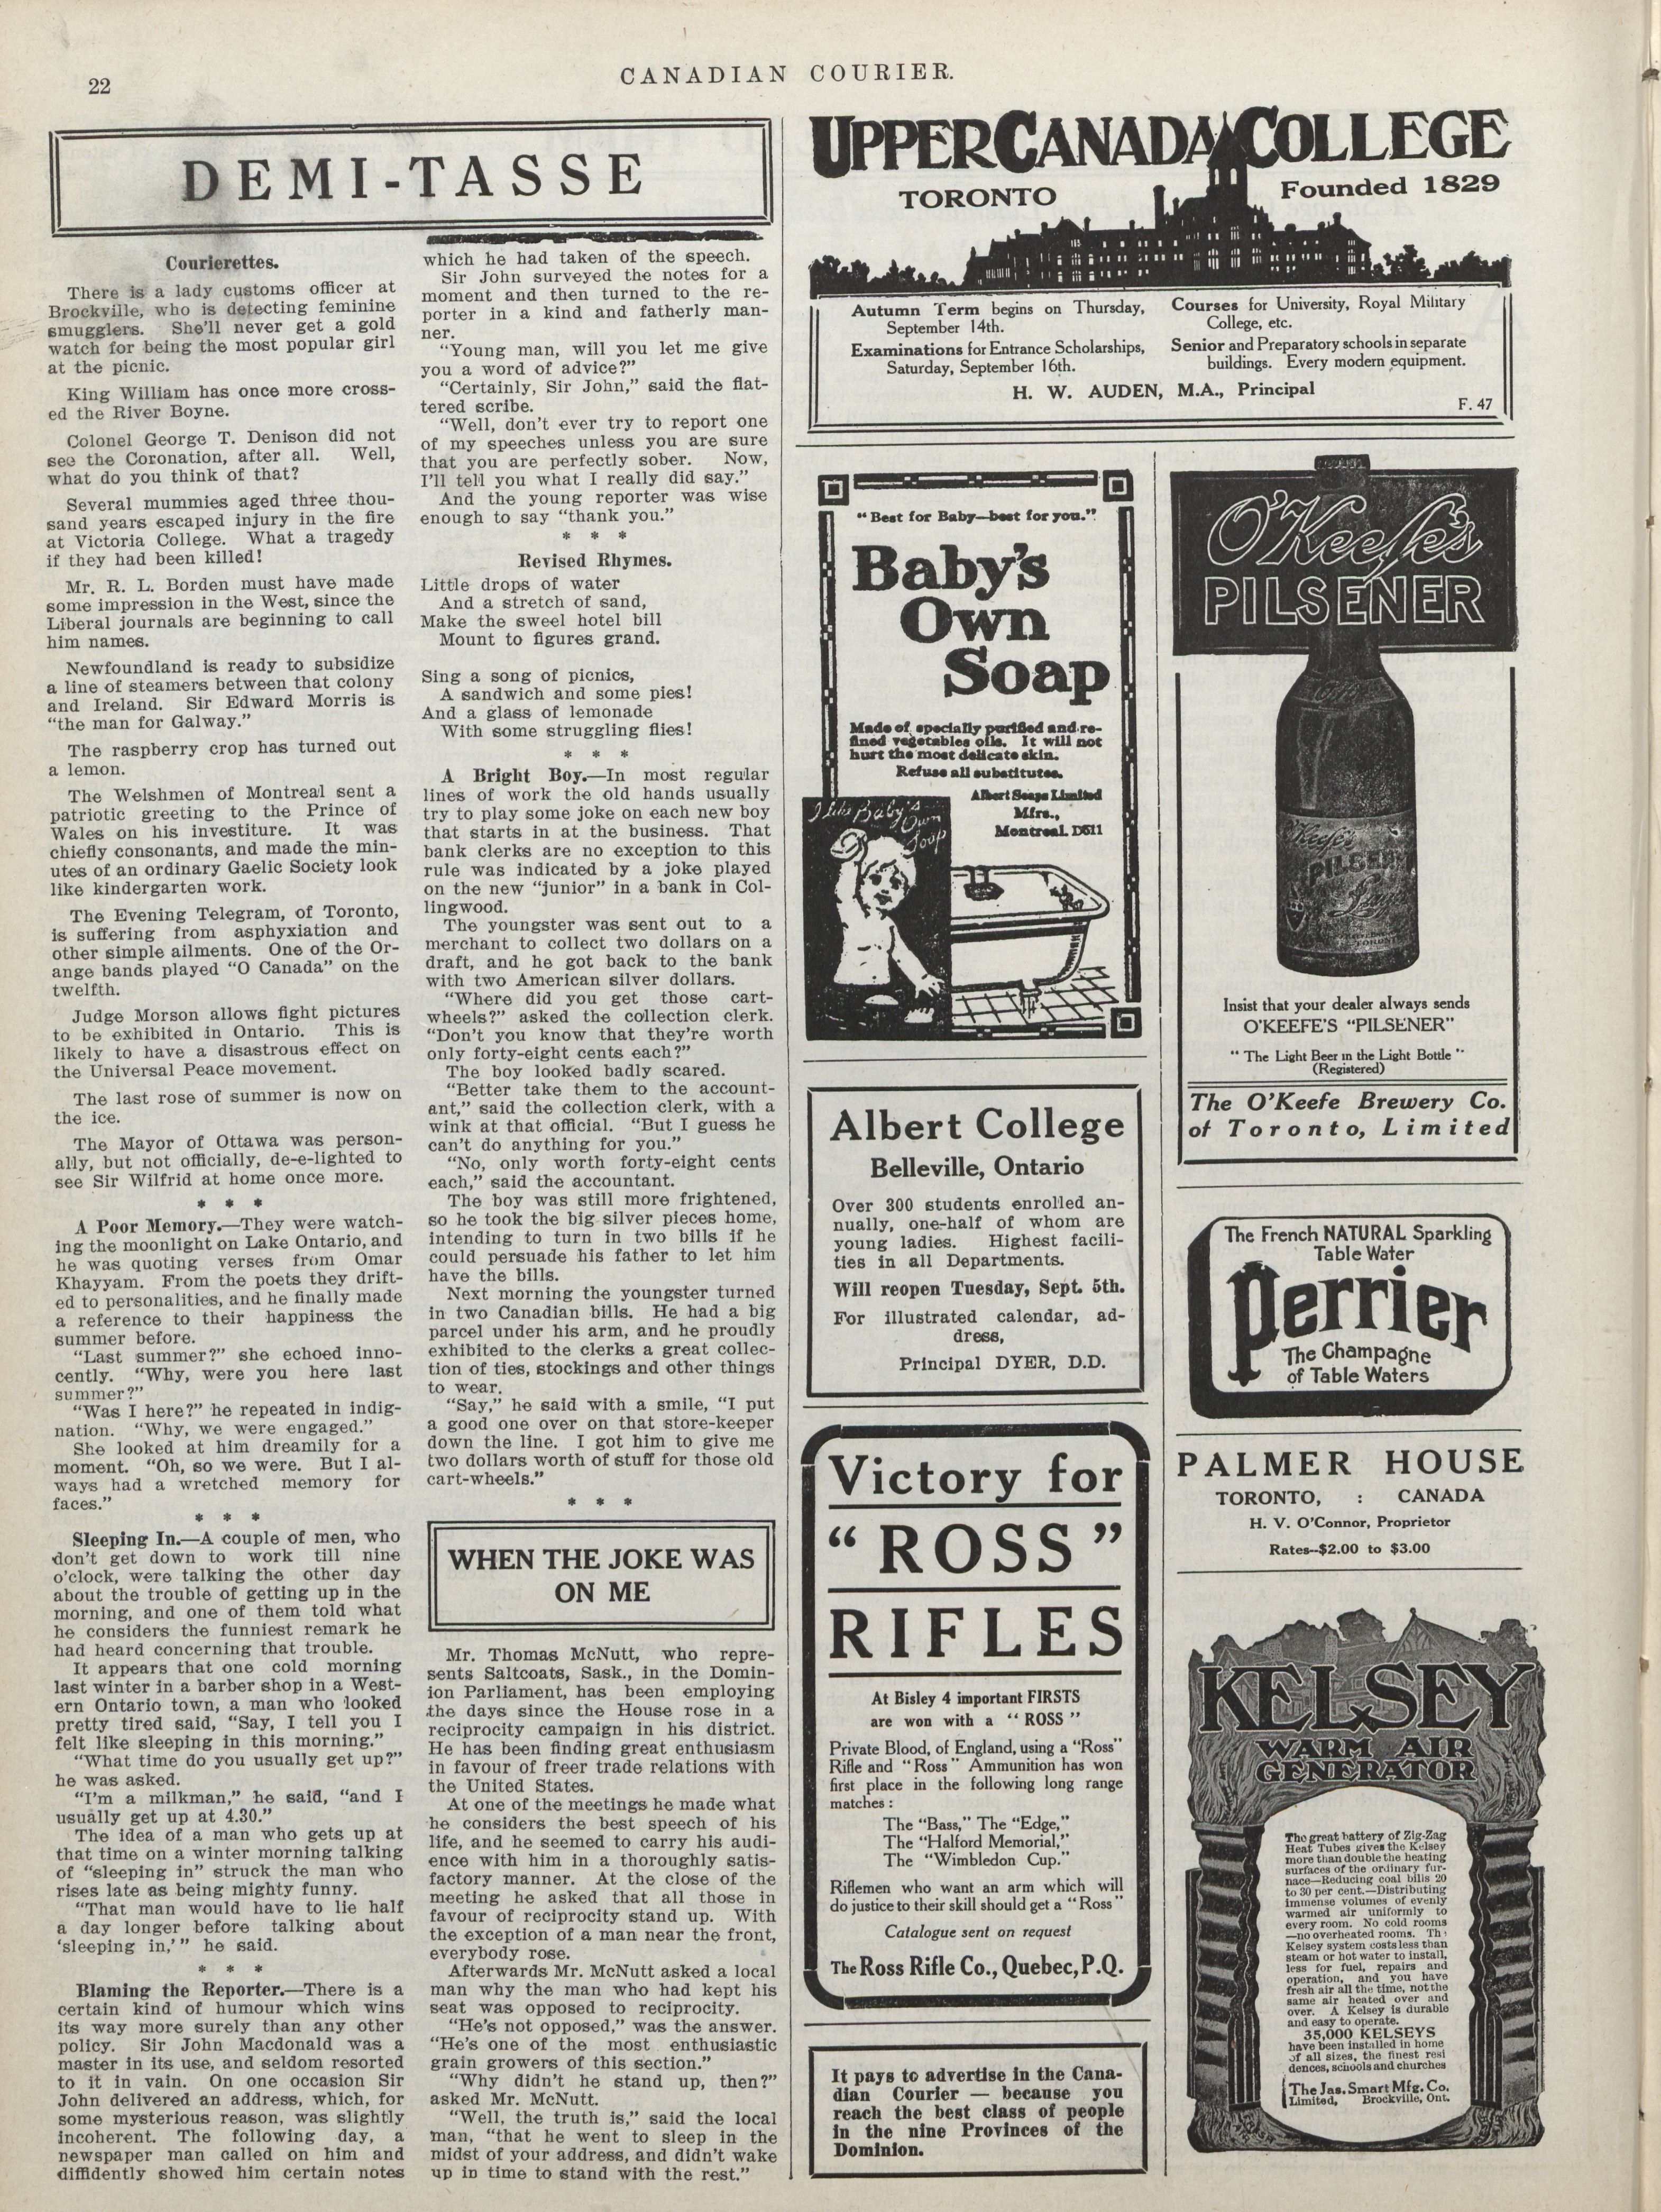 22
CANADIAN COURIER.
DEMI-TASSE
Courierettes.
There is a lady customs officer at
Brockville, who is detecting feminine
smugglers. She'll never get a gold
watch for being the most popular girl
at the picnic.
King William has once more cross-
ed the River Boyne.
Colonel George T. Denison did not
see the Coronation, after all. Well,
what do you think of that?
Several mummies aged three thou-
sand years escaped injury in the fire
at Victoria College. What a tragedy
if they had been killed!
Mr. R. L. Borden must have made
some impression in the West, since the
Liberal journals are beginning to call
him names.
Newfoundland is ready to subsidize
a line of steamers between that colony
and Ireland. Sir Edward Morris is
"the man for Galway."
The raspberry crop has turned out
a lemon.
The Welshmen of Montreal sent a
patriotic greeting to the Prince of
Wales on his investiture. It was
chiefly consonants, and made the min-
utes of an ordinary Gaelic Society look
like kindergarten work.
The Evening Telegram, of Toronto,
is suffering from asphyxiation and
other simple ailments. One of the Or-
ange bands played "O Canada" on the
twelfth.
Judge Morson allows fight pictures
to be exhibited in Ontario. This is
likely to have a disastrous effect on
the Universal Peace movement.
The last rose of summer is now on
the ice.
The Mayor of Ottawa was person-
ally, but not officially, de-e-lighted to
see Sir Wilfrid at home once more.
* * *
A Poor Memory.—They were watch-
ing the moonlight on Lake Ontario, and
he was quoting verses from Omar
Khayyam. From the poets they drift-
ed to personalities, and he finally made
a reference to their happiness the
summer before.
"Last summer?" she echoed inno-
cently. "Why, were you here last
summer?"
"Was I here?" he repeated in indig-
nation. "Why, we were engaged."
She looked at him dreamily for a
moment. "Oh, so we were. But I al-
ways had a wretched memory for
faces."
* * *
Sleeping In.—A couple of men, who
don't get down to work till nine
o'clock, were talking the other day
about the trouble of getting up in the
morning, and one of them told what
he considers the funniest remark he
had heard concerning that trouble.
It appears that one cold morning
last winter in a barber shop in a West-
ern Ontario town, a man who looked
pretty tired said, "Say, I tell you I
felt like sleeping in this morning."
"What time do you usually get up?"
he was asked.
"I'm a milkman," he said, "and I
usually get up at 4.30."
The idea of a man who gets up at
that time on a winter morning talking
of "sleeping in" struck the man who
rises late as being mighty funny.
"That man would have to lie half
a day longer before talking about
'sleeping in,'" he said.
* * *
Blaming the Reporter.—There is a
certain kind of humour which wins
its way more surely than any other
policy. Sir John Macdonald was a
master in its use, and seldom resorted
to it in vain. On one occasion Sir
John delivered an address, which, for
some mysterious reason, was slightly
incoherent. The following day, a
newspaper man called on him and
diffidently showed him certain notes
which he had taken of the speech.
Sir John surveyed the notes for a
moment and then turned to the re-
porter in a kind and fatherly man-
ner.
"Young man, will you let me give
you a word of advice?"
"Certainly, Sir John," said the flat-
tered scribe.
"Well, don't ever try to report one
of my speeches unless you are sure
that you are perfectly sober. Now,
I'll tell you what I really did say."
And the young reporter was wise
enough to say "thank you."
* * *
Revised Rhymes.
Little drops of water
And a stretch of sand,
Make the sweel hotel bill
Mount to figures grand.
Sing a song of picnics,
A sandwich and some pies!
And a glass of lemonade
With some struggling flies!
* * *
A Bright Boy.—In most regular
lines of work the old hands usually
try to play some joke on each new boy
that starts in at the business. That
bank clerks are no exception to this
rule was indicated by a joke played
on the new "junior" in a bank in Col-
lingwood.
The youngster was sent out to a
merchant to collect two dollars on a
draft, and he got back to the bank
with two American silver dollars.
"Where did you get those cart-
wheels?" asked the collection clerk.
"Don't you know that they're worth
only forty-eight cents each?"
The boy looked badly scared.
"Better take them to the account-
ant," said the collection clerk, with a
wink at that official. "But I guess he
can't do anything for you."
"No, only worth forty-eight cents
each," said the accountant.
The boy was still more frightened,
so he took the big silver pieces home,
intending to turn in two bills if he
could persuade his father to let him
have the bills.
Next morning the youngster turned
in two Canadian bills. He had a big
parcel under his arm, and he proudly
exhibited to the clerks a great collec-
tion of ties, stockings and other things
to wear.
"Say," he said with a smile, "I put
a good one over on that store-keeper
down the line. I got him to give me
two dollars worth of stuff for those old
cart-wheels."
* * *
WHEN THE JOKE WAS
ON ME
Mr. Thomas McNutt, who repre-
sents Saltcoats, Sask., in the Domin-
ion Parliament, has been employing
the days since the House rose in a
reciprocity campaign in his district.
He has been finding great enthusiasm
in favour of freer trade relations with
the United States.
At one of the meetings he made what
he considers the best speech of his
life, and he seemed to carry his audi-
ence with him in a thoroughly satis-
factory manner. At the close of the
meeting he asked that all those in
favour of reciprocity stand up. With
the exception of a man near the front,
everybody rose.
Afterwards Mr. McNutt asked a local
man why the man who had kept his
seat was opposed to reciprocity.
"He's not opposed," was the answer.
"He's one of the most enthusiastic
grain growers of this section."
"Why didn't he stand up, then?"
asked Mr. McNutt.
"Well, the truth is," said the local
man, "that he went to sleep in the
midst of your address, and didn't wake
up in time to stand with the rest."
UPPER CANADA COLLEGE
TORONTO
Founded 1829
Autumn Term begins on Thursday,
September 14th.
Examinations for Entrance Scholarships,
Saturday, September 16th.
Courses for University, Royal Military
College, etc.
Senior and Preparatory schools in separate
buildings. Every modern equipment.
H. W. AUDEN, M.A., Principal
F. 47
"Best for Baby—best for you."
Baby's
Own
Soap
Made of specially purified and re-
fined vegetables oils. It will not
hurt the most delicate skin.
Refuse all substitutes.
Albert Soaps Limited
Mfrs.,
Montreal. D611
I like Baby's
Own
Soap
Albert College
Belleville, Ontario
Over 300 students enrolled an-
nually, one-half of whom are
young ladies. Highest facili-
ties in all Departments.
Will reopen Tuesday, Sept. 5th.
For illustrated calendar, ad-
dress,
Principal DYER, D.D.
Victory for
"ROSS"
RIFLES
At Bisley 4 important FIRSTS
are won with a "ROSS"
Private Blood, of England, using a "Ross"
Rifle and "Ross" Ammunition has won
first place in the following long range
matches:
The "Bass," The "Edge,"
The "Halford Memorial,"
The "Wimbledon Cup."
Riflemen who want an arm which will
do justice to their skill should get a "Ross"
Catalogue sent on request
The Ross Rifle Co., Quebec, P.Q.
It pays to advertise in the Cana-
dian Courier — because you
reach the best class of people
in the nine Provinces of the
Dominion.
O'Keefe's
PILSENER
O'Keefe's
PILSENER
Lager
TORONTO
Insist that your dealer always sends
O'KEEFE'S "PILSENER"
"The Light Beer in the Light Bottle"
(Registered)
The O'Keefe Brewery Co.
of Toronto, Limited
The French NATURAL Sparkling
Table Water
Perrier
The Champagne
of Table Waters
PALMER HOUSE
TORONTO, : CANADA
H. V. O'Connor, Proprietor
Rates--$2.00 to $3.00
KELSEY
WARM AIR
GENERATOR
The great battery of Zig-Zag
Heat Tubes gives the Kelsey
more than double the heating
surfaces of the ordinary fur-
nace—Reducing coal bills 20
to 30 per cent.—Distributing
immense volumes of evenly
warmed air uniformly to
every room. No cold rooms
—no overheated rooms. Th
Kelsey system costs less than
steam or hot water to install,
less for fuel, repairs and
operation, and you have
fresh air all the time, not the
same air heated over and
over. A Kelsey is durable
and easy to operate.
35,000 KELSEYS
have been installed in home
of all sizes, the finest resi
dences, schools and churches
The Jas. Smart Mfg. Co.
Limited, Brockville, Ont.